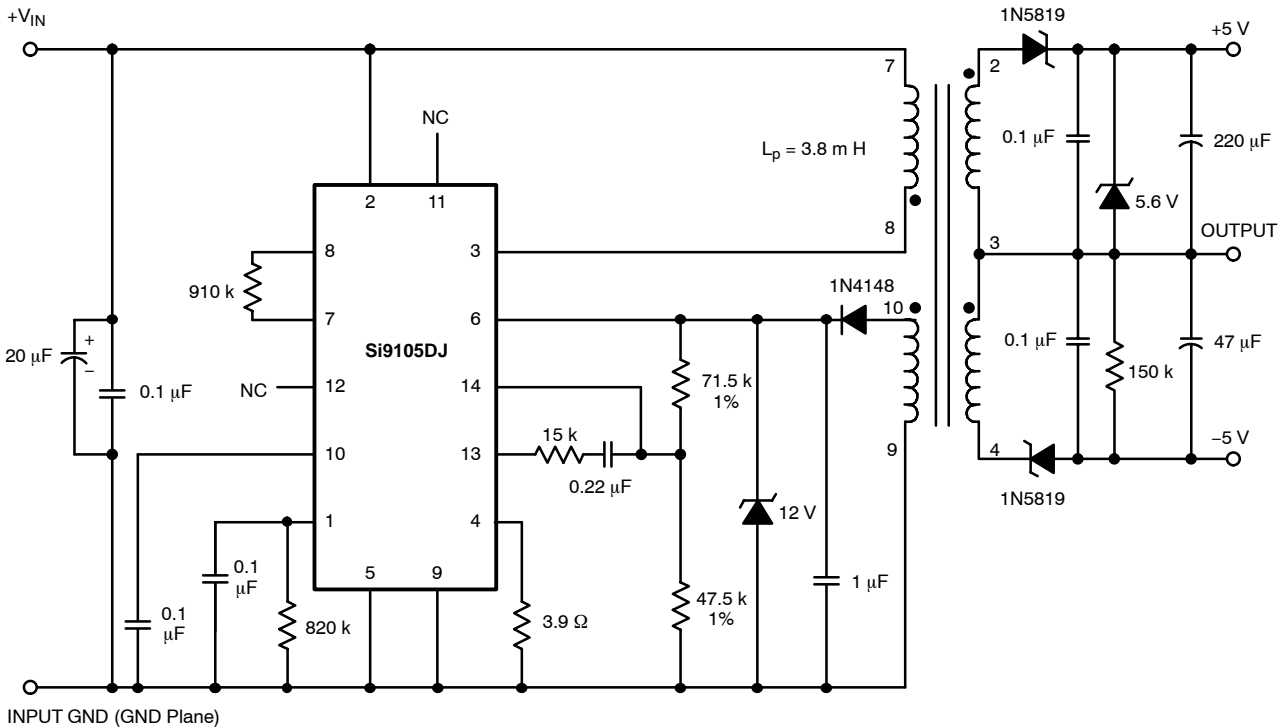 +VIN
1N5819
+5 V
7
2
NC
Lp = 3.8 m H
0.1 μF
220 μF
2
11
5.6 V
8
OUTPUT
8
3
3
910 k
1N4148
10
7
6
Si9105DJ
20 μF
+
−
0.1 μF
NC
12
14
71.5 k
1%
0.1 μF
150 k
47 μF
15 k
10
13
9
4
−5 V
0.22 μF
1N5819
1
4
12 V
0.1
μF
5
9
1 μF
0.1
μF
820 k
3.9 Ω
47.5 k
1%
INPUT GND (GND Plane)